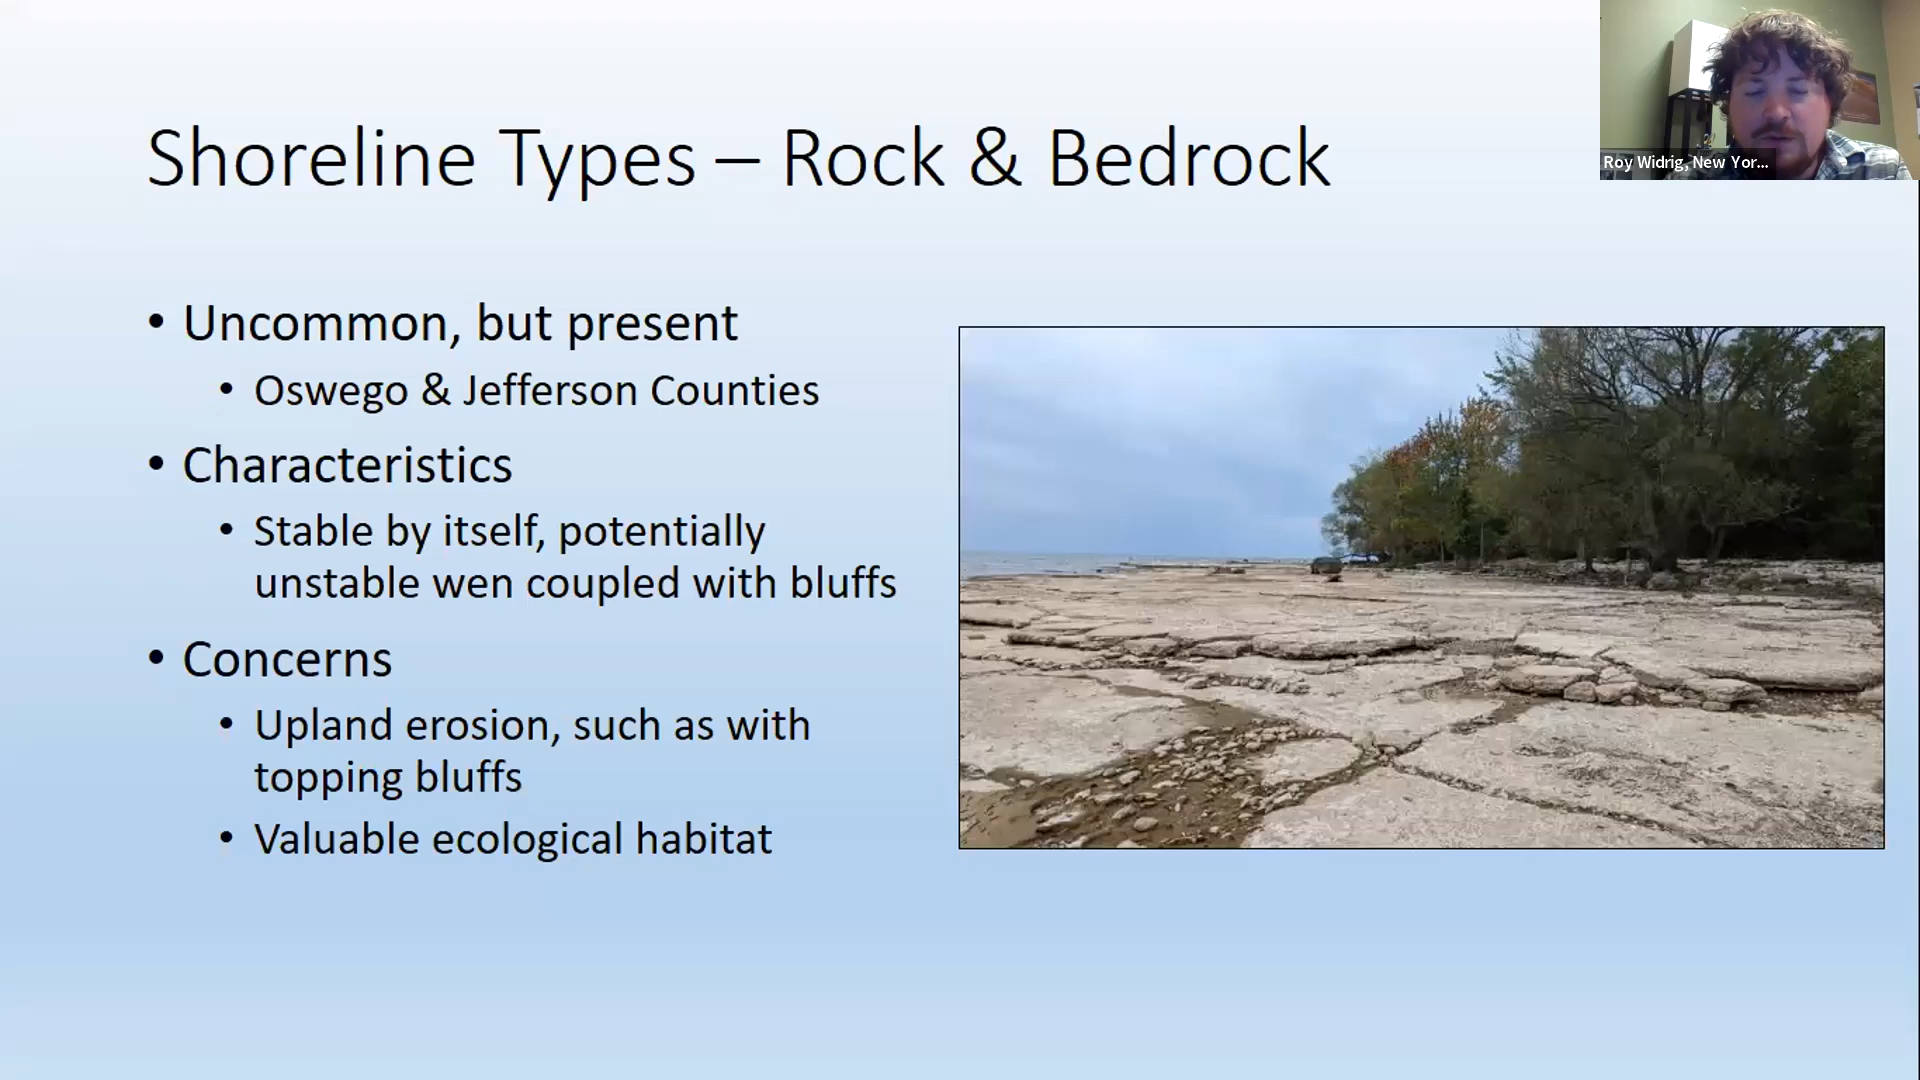 Shoreline Types – Rock & Bedrock
Roy Widrig, New Yor...
• Uncommon, but present
• Oswego & Jefferson Counties
• Characteristics
• Stable by itself, potentially
unstable wen coupled with bluffs
• Concerns
• Upland erosion, such as with
topping bluffs
• Valuable ecological habitat